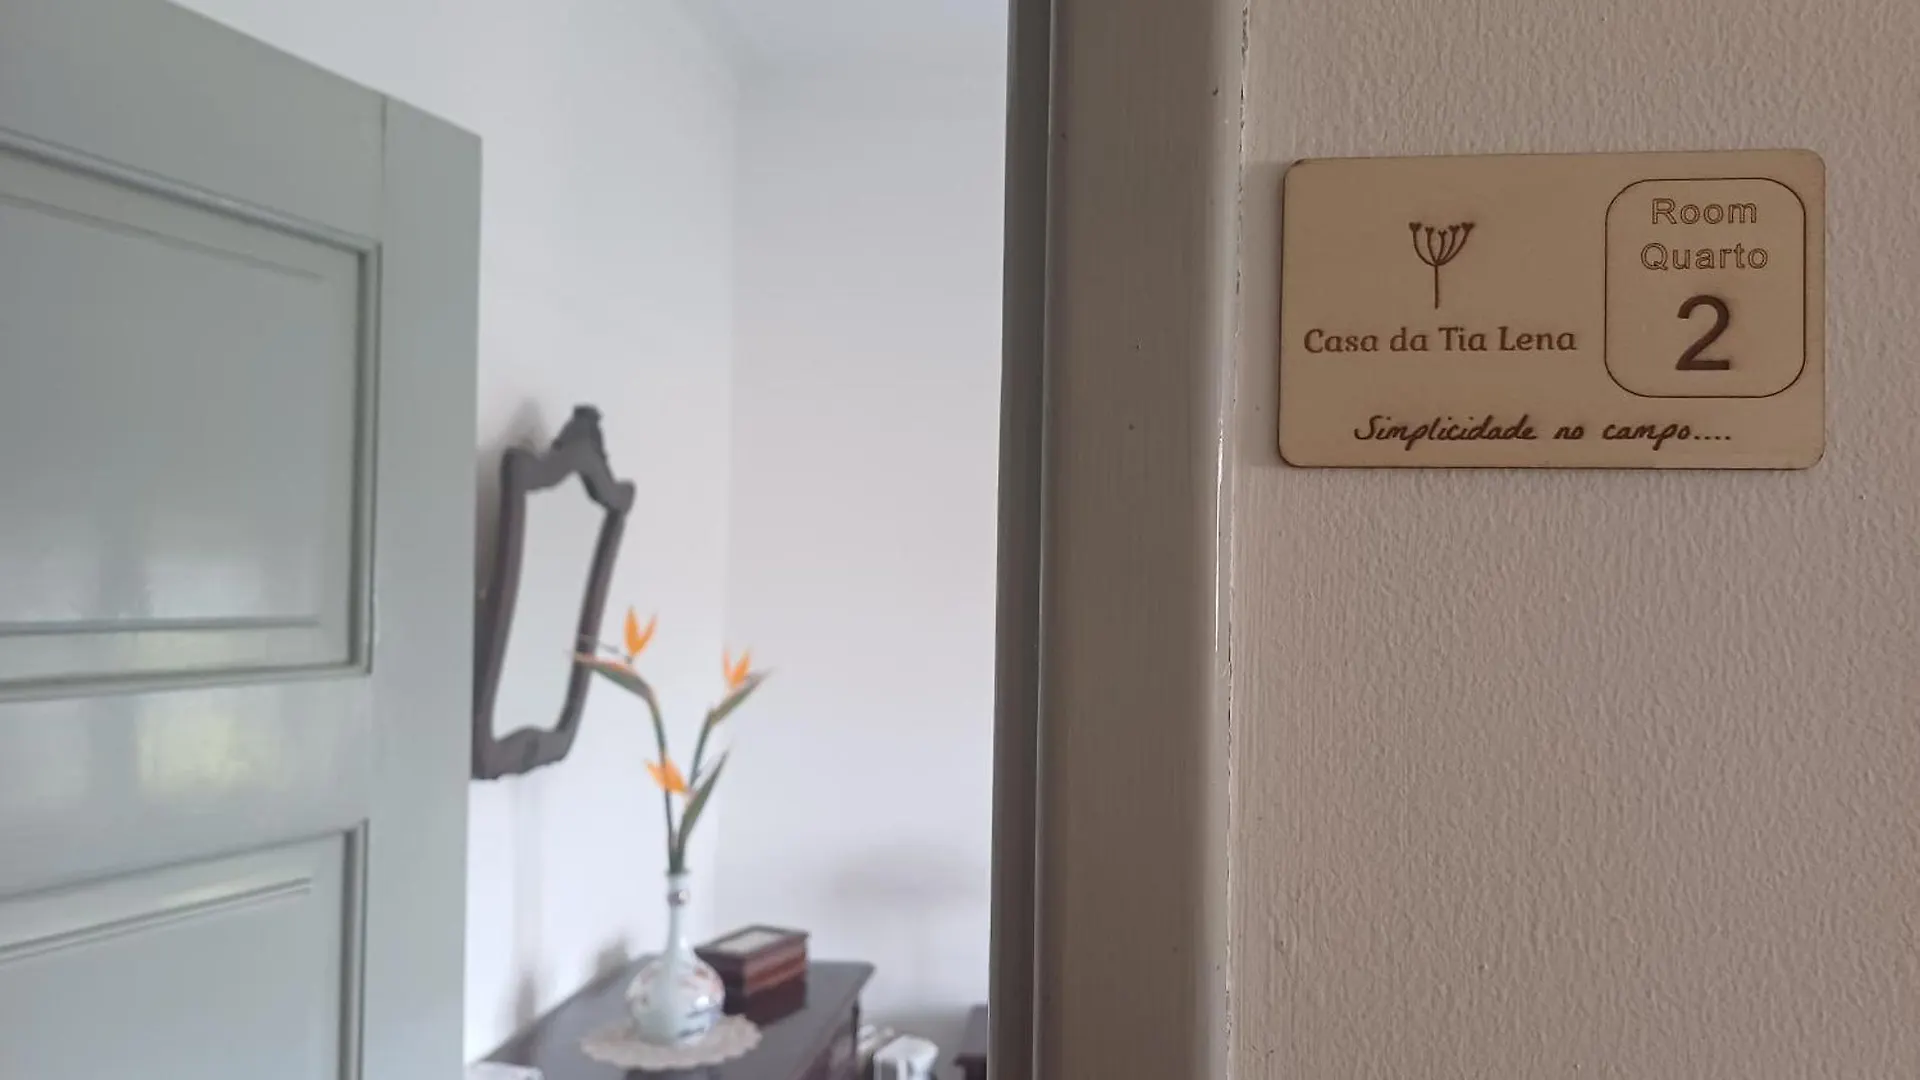 Casa da Tia Lena
Room
Quarto
2
Simplicidade no campo....